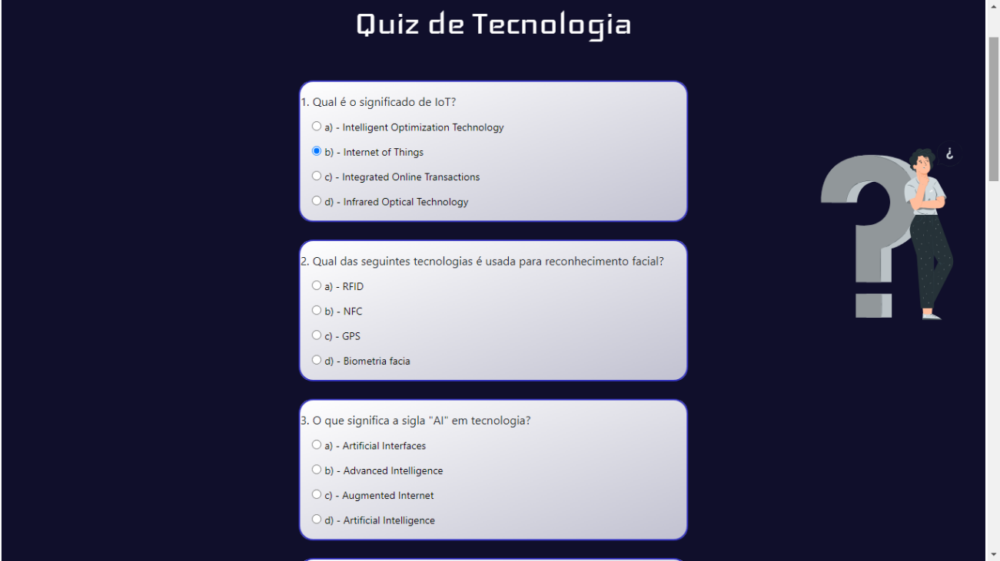 Quiz de Tecnologia
1. Qual é o significado de IoT?
a) - Intelligent Optimization Technology
b) - Internet of Things
c) - Integrated Online Transactions
d) - Infrared Optical Technology
¿
2. Qual das seguintes tecnologias é usada para reconhecimento facial?
a) - RFID
b) - NFC
c) - GPS
d) - Biometria facia
3. O que significa a sigla "AI" em tecnologia?
a) - Artificial Interfaces
b) - Advanced Intelligence
c) - Augmented Internet
d) - Artificial Intelligence